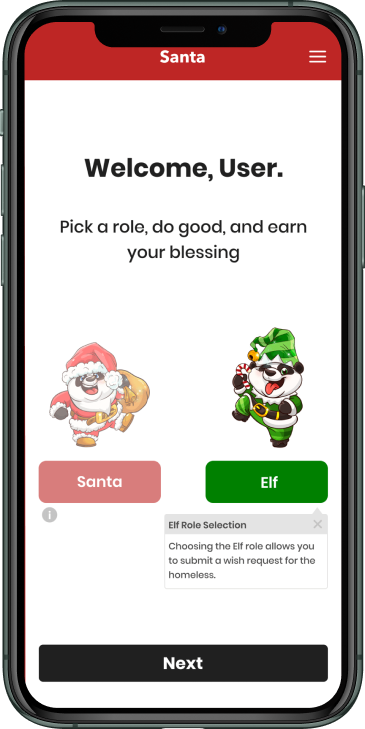 Santa
Welcome, User.
Pick a role, do good, and earn
your blessing
Santa
Elf
i
Elf Role Selection
Choosing the Elf role allows you
to submit a wish request for the
homeless.
Next